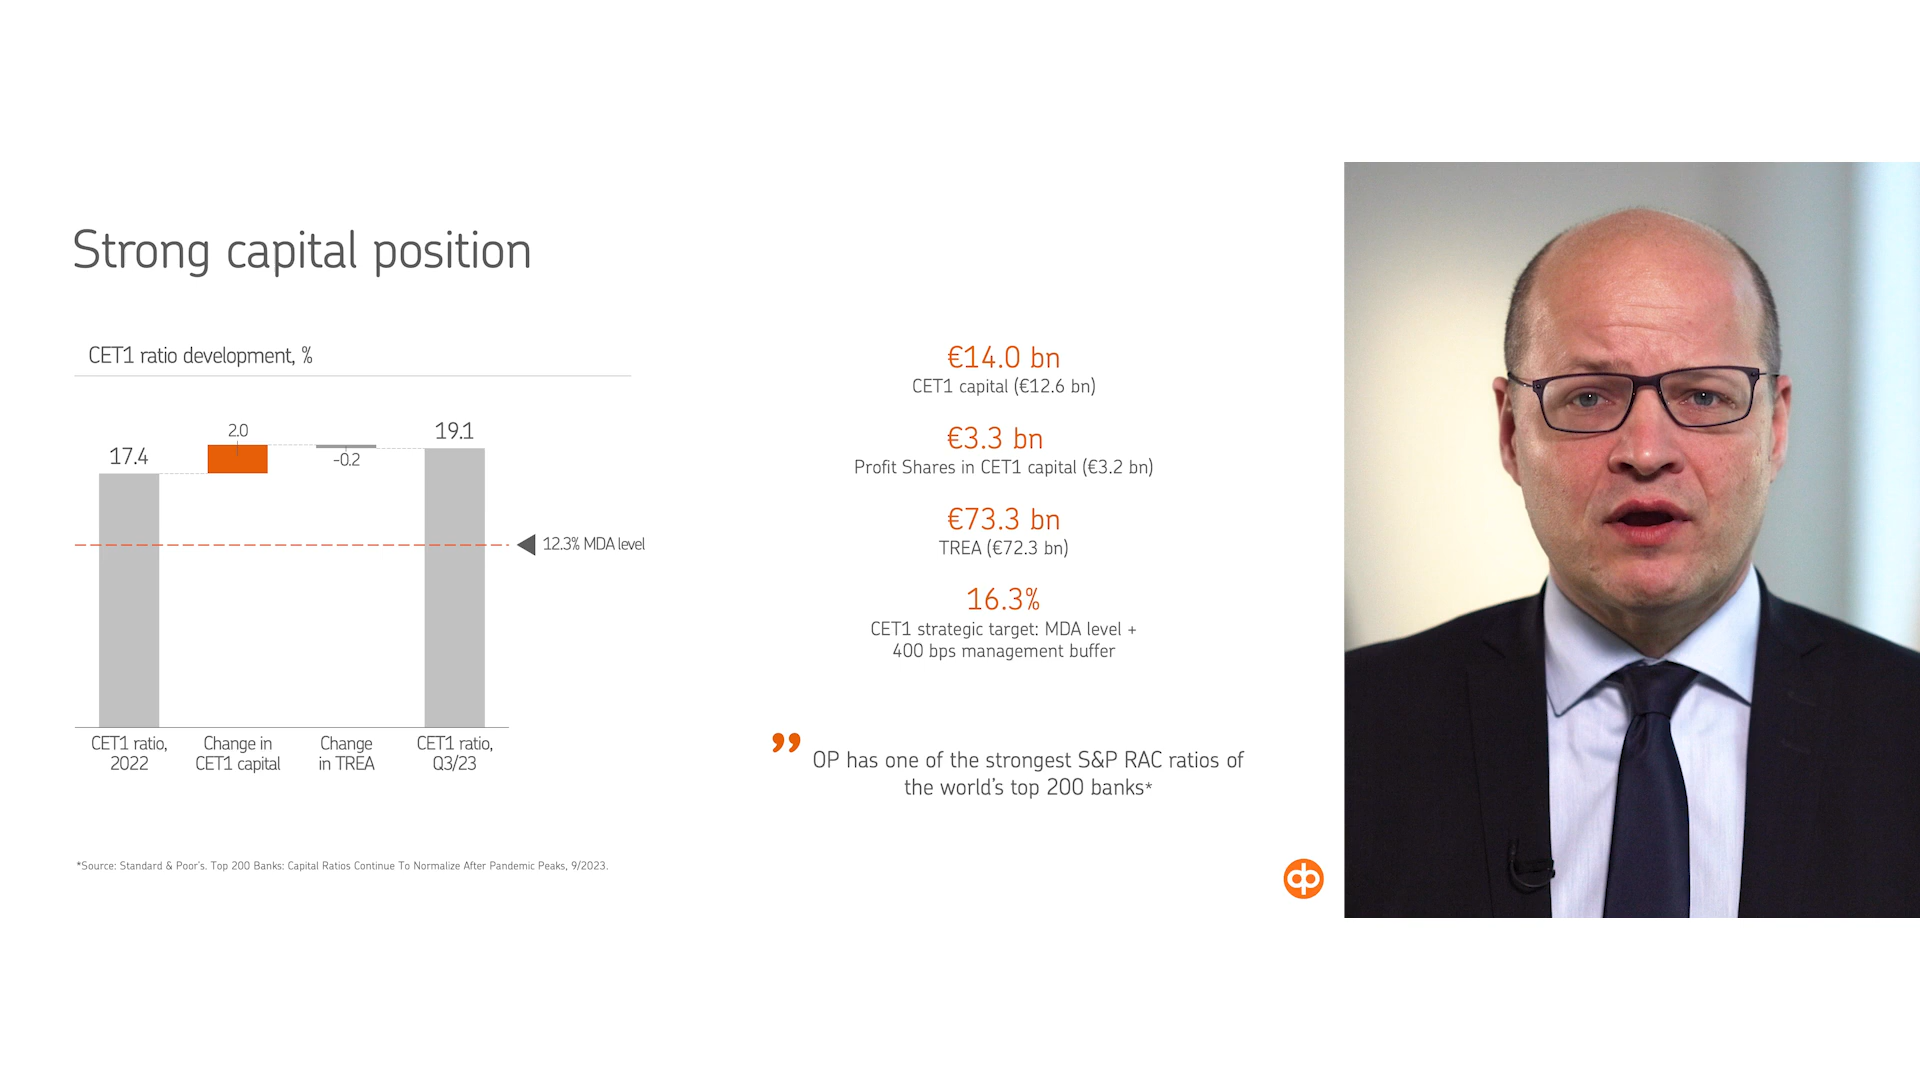 Strong capital position
CET1 ratio development, %
17.4
2.0
-0.2
19.1
12.3% MDA level
CET1 ratio,
2022
Change in
CET1 capital
Change
in TREA
CET1 ratio,
Q3/23
€14.0 bn
CET1 capital (€12.6 bn)
€3.3 bn
Profit Shares in CET1 capital (€3.2 bn)
€73.3 bn
TREA (€72.3 bn)
16.3%
CET1 strategic target: MDA level +
400 bps management buffer
” OP has one of the strongest S&P RAC ratios of
the world’s top 200 banks*
*Source: Standard & Poor’s. Top 200 Banks: Capital Ratios Continue To Normalize After Pandemic Peaks, 9/2023.
op